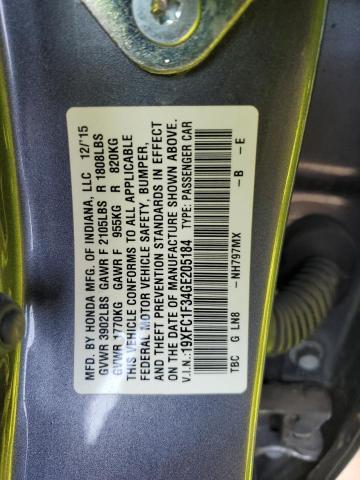 MFG. BY HONDA MFG. OF INDIANA, LLC 12/'15
GVWR 3902LBS GAWR F 2105LBS R 1808LBS
GVWR 1770KG GAWR F 955KG R 820KG
THIS VEHICLE CONFORMS TO ALL APPLICABLE
FEDERAL MOTOR VEHICLE SAFETY, BUMPER,
AND THEFT PREVENTION STANDARDS IN EFFECT
ON THE DATE OF MANUFACTURE SHOWN ABOVE.
V.I.N.:19XFC1F34GE205184 TYPE: PASSENGER CAR
-NH797MX -B -E
TBC G LN8